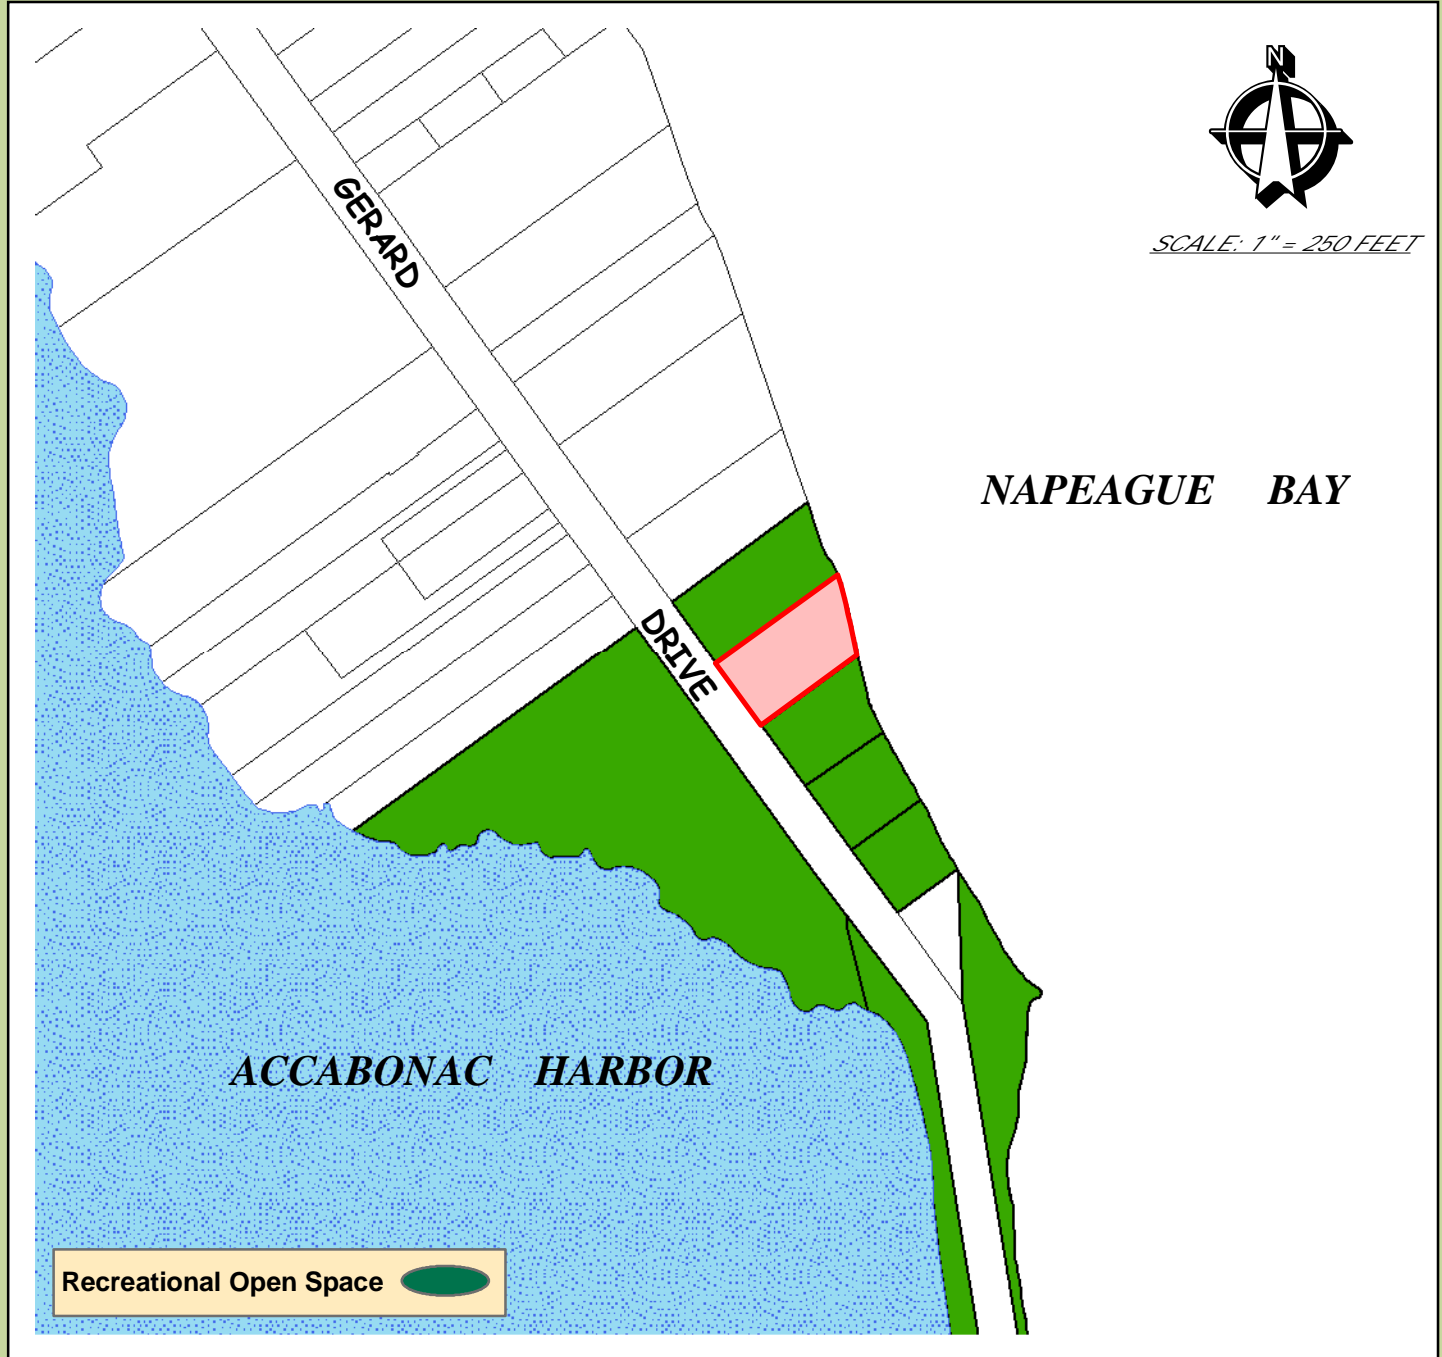 N
SCALE: 1" = 250 FEET
GERARD
NAPEAGUE BAY
DRIVE
ACCABONAC HARBOR
Recreational Open Space